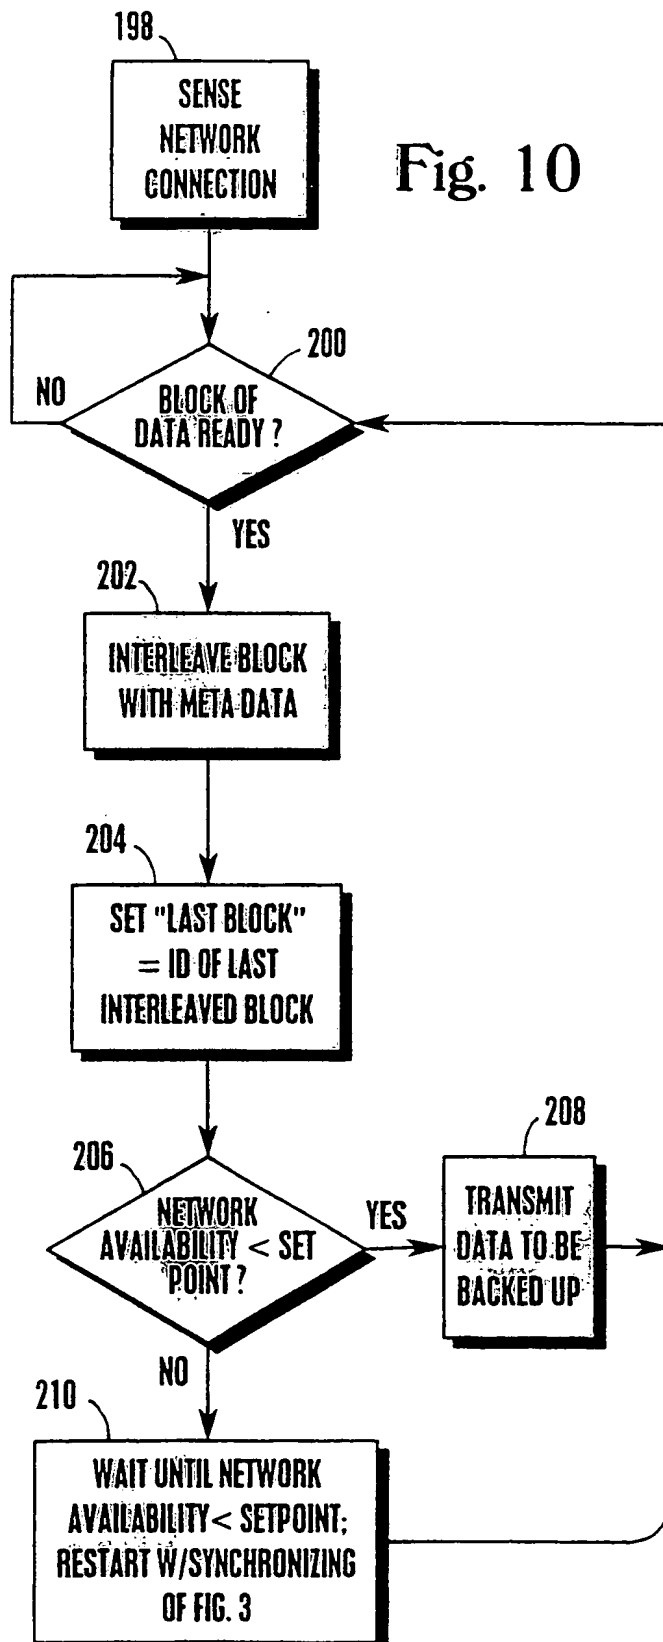 198
SENSE
NETWORK
CONNECTION
Fig. 10
200
NO
BLOCK OF
DATA READY ?
YES
202
INTERLEAVE BLOCK
WITH META DATA
204
SET "LAST BLOCK"
= ID OF LAST
INTERLEAVED BLOCK
206
NETWORK
AVAILABILITY < SET
POINT ?
YES
208
TRANSMIT
DATA TO BE
BACKED UP
NO
210
WAIT UNTIL NETWORK
AVAILABILITY < SETPOINT;
RESTART W/SYNCHRONIZING
OF FIG. 3